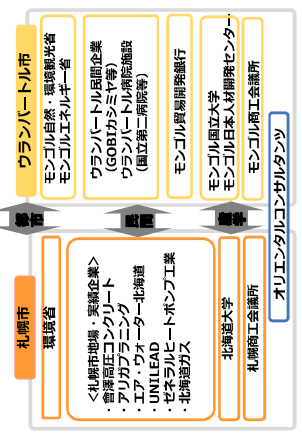 ウランバートル市
モンゴル自然・環境観光省
モンゴルエネルギー省
ウランバートル民間企業
(GOBIカシミヤ等)
ウランバートル病院施設
(国立第二病院等)
モンゴル貿易開発銀行
モンゴル国立大学
モンゴル日本人材開発センター
モンゴル商工会議所
都市
民間
産学
オリエンタルコンサルタンツ
札幌市
環境省
<札幌市地場・実績企業>
・會澤高圧コンクリート
・アリガプランニング
・エア・ウォーター北海道
・UNILEAD
・ゼネラルヒートポンプ工業
・北海道ガス
北海道大学
札幌商工会議所